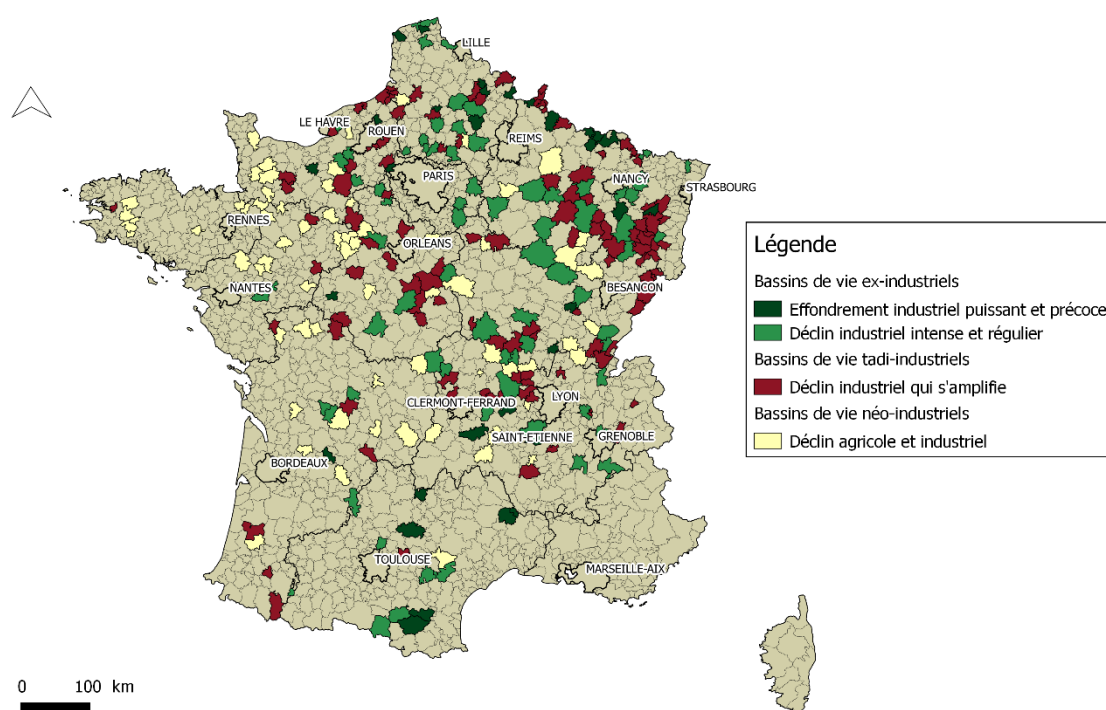 LILLE
LE HAVRE
ROUEN
REIMS
PARIS
NANCY
STRASBOURG
RENNES
ORLEANS
NANTES
BESANCON
CLERMONT-FERRAND
LYON
SAINT-ETIENNE
GRENOBLE
BORDEAUX
TOULOUSE
MARSEILLE-AIX
Légende
Bassins de vie ex-industriels
Effondrement industriel puissant et précoce
Déclin industriel intense et régulier
Bassins de vie tadi-industriels
Déclin industriel qui s'amplifie
Bassins de vie néo-industriels
Déclin agricole et industriel
0 100 km